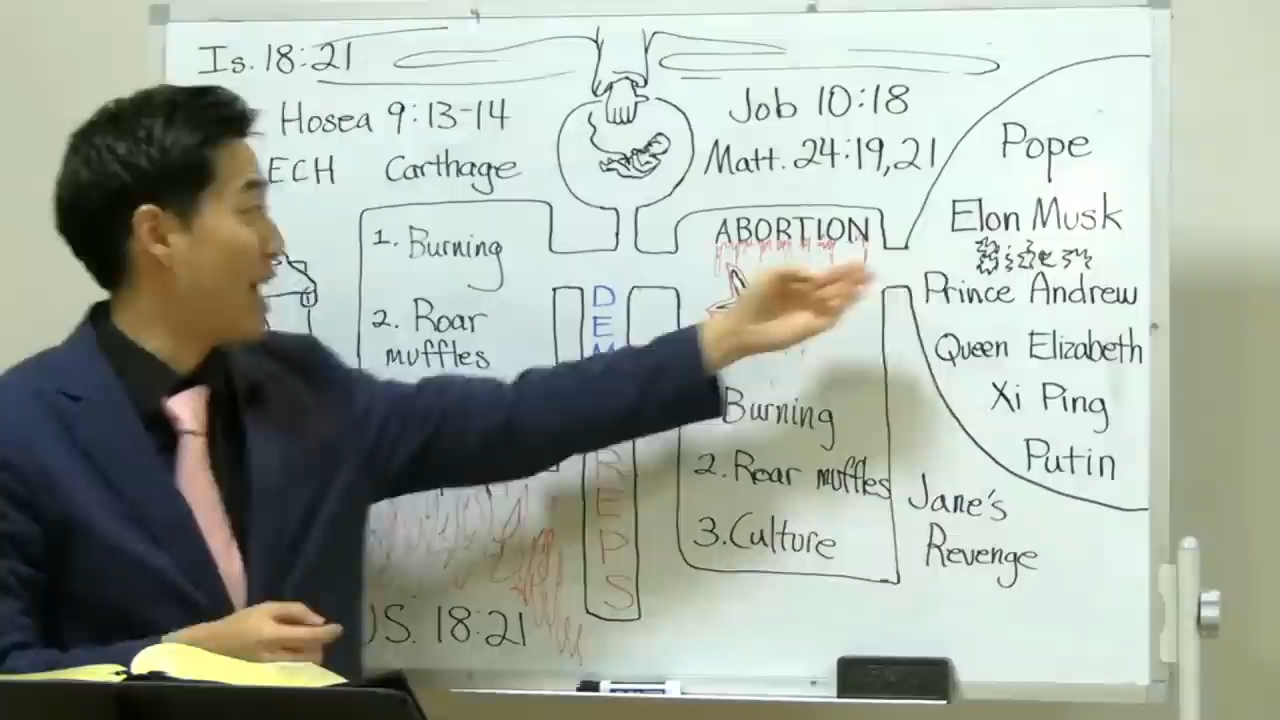 Is. 18:21
Hosea 9:13-14
ECH Carthage
1. Burning
2. Roar
muffles
DEM
REPS
S. 18:21
Job 10:18
Matt. 24:19,21
ABORTION
Burning
2. Roar muffles
3. Culture
Pope
Elon Musk
Prince Andrew
Queen Elizabeth
Xi Ping
Putin
Jane's
Revenge